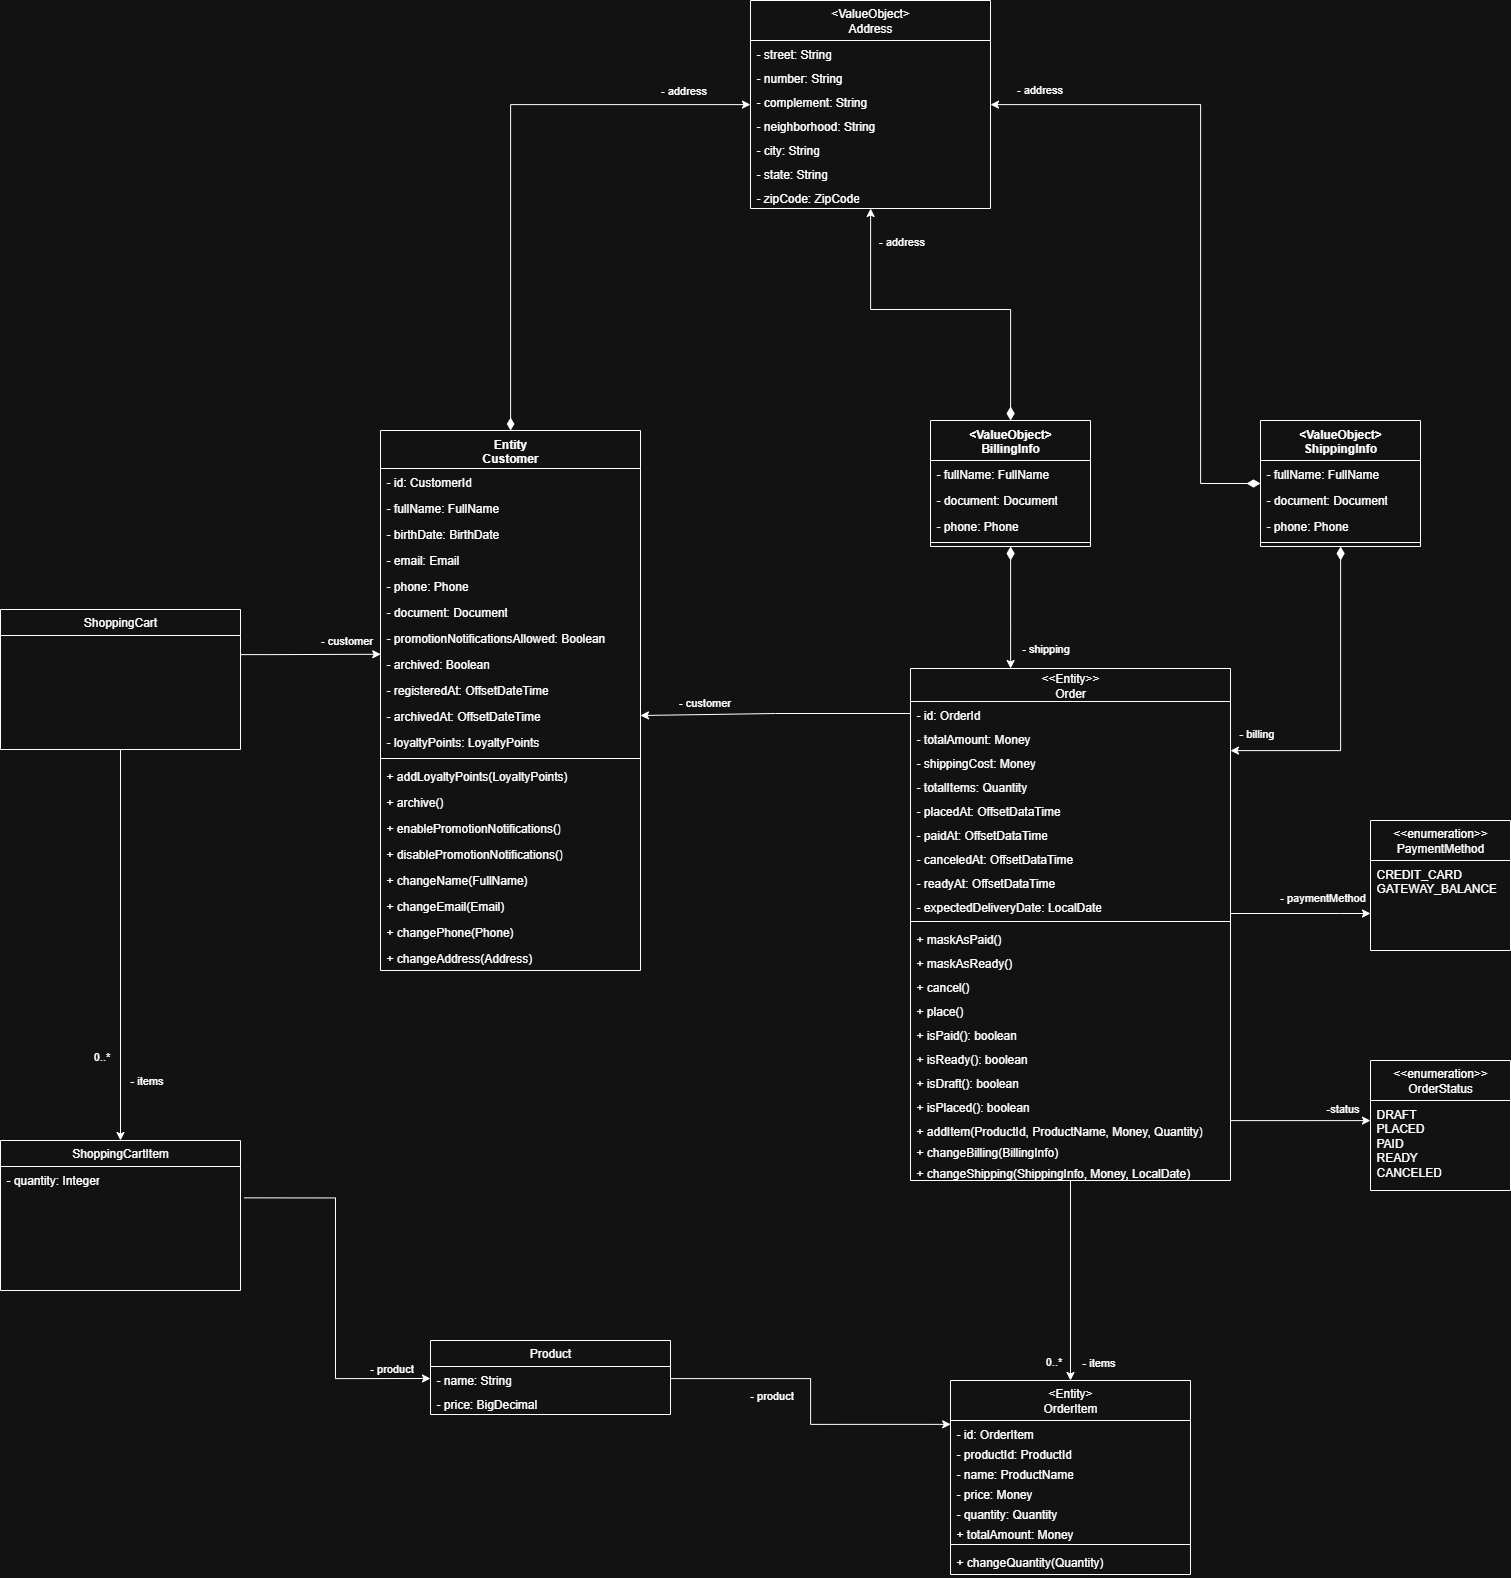 <ValueObject>
Address
- street: String
- number: String
- complement: String
- neighborhood: String
- city: String
- state: String
- zipCode: ZipCode
- address
- address
- address
Entity
Customer
- id: CustomerId
- fullName: FullName
- birthDate: BirthDate
- email: Email
- phone: Phone
- document: Document
- promotionNotificationsAllowed: Boolean
- archived: Boolean
- registeredAt: OffsetDateTime
- archivedAt: OffsetDateTime
- loyaltyPoints: LoyaltyPoints
+ addLoyaltyPoints(LoyaltyPoints)
+ archive()
+ enablePromotionNotifications()
+ disablePromotionNotifications()
+ changeName(FullName)
+ changeEmail(Email)
+ changePhone(Phone)
+ changeAddress(Address)
<ValueObject>
BillingInfo
- fullName: FullName
- document: Document
- phone: Phone
<ValueObject>
ShippingInfo
- fullName: FullName
- document: Document
- phone: Phone
ShoppingCart
- customer
- customer
- shipping
- billing
<<Entity>>
Order
- id: OrderId
- totalAmount: Money
- shippingCost: Money
- totalItems: Quantity
- placedAt: OffsetDataTime
- paidAt: OffsetDataTime
- canceledAt: OffsetDataTime
- readyAt: OffsetDataTime
- expectedDeliveryDate: LocalDate
+ maskAsPaid()
+ maskAsReady()
+ cancel()
+ place()
+ isPaid(): boolean
+ isReady(): boolean
+ isDraft(): boolean
+ isPlaced(): boolean
+ addItem(ProductId, ProductName, Money, Quantity)
+ changeBilling(BillingInfo)
+ changeShipping(ShippingInfo, Money, LocalDate)
- paymentMethod
<<enumeration>>
PaymentMethod
CREDIT_CARD
GATEWAY_BALANCE
-status
<<enumeration>>
OrderStatus
DRAFT
PLACED
PAID
READY
CANCELED
0..*
- items
ShoppingCartItem
- quantity: Integer
- product
Product
- name: String
- price: BigDecimal
- product
0..*
- items
<Entity>
OrderItem
- id: OrderItem
- productId: ProductId
- name: ProductName
- price: Money
- quantity: Quantity
+ totalAmount: Money
+ changeQuantity(Quantity)